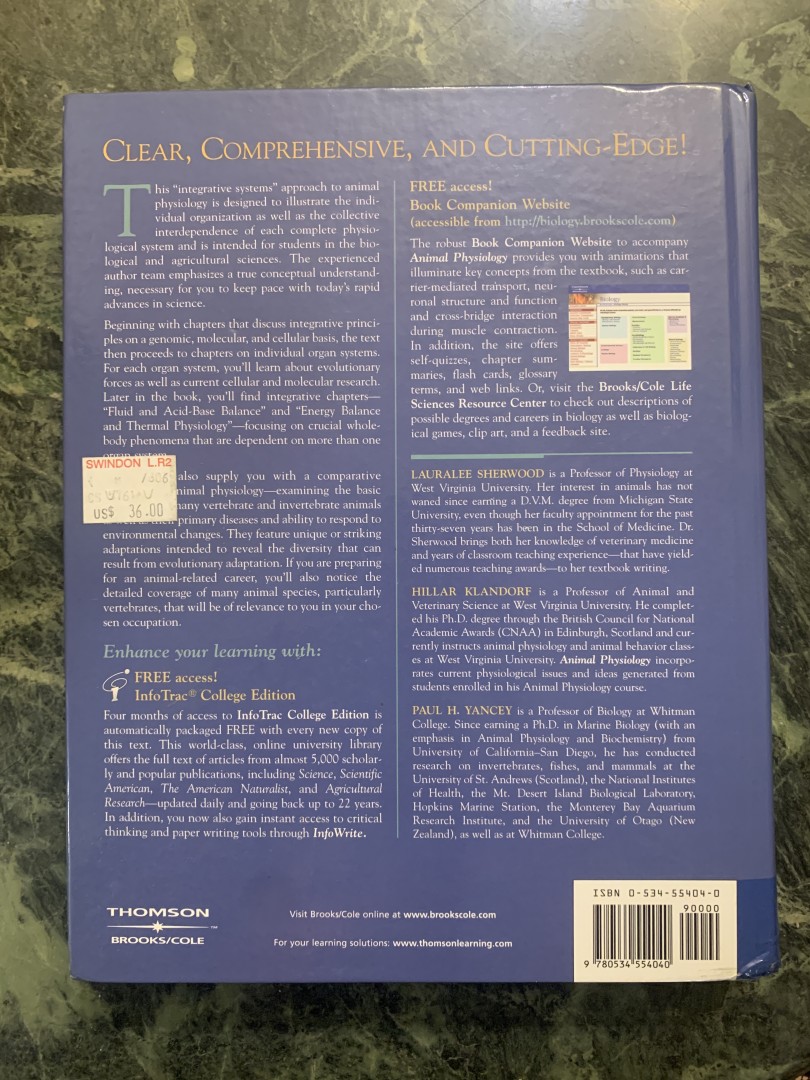 CLEAR, COMPREHENSIVE, AND CUTTING-EDGE!
This “integrative systems” approach to animal
physiology is designed to illustrate the indi-
vidual organization as well as the collective
interdependence of each complete physio-
logical system and is intended for students in the bio-
logical and agricultural sciences. The experienced
author team emphasizes a true conceptual understand-
ing, necessary for you to keep pace with today's rapid
advances in science.
Beginning with chapters that discuss integrative princi-
ples on a genomic, molecular, and cellular basis, the text
then proceeds to chapters on individual organ systems.
For each organ system, you'll learn about evolutionary
forces as well as current cellular and molecular research.
Later in the book, you'll find integrative chapters—
“Fluid and Acid-Base Balance” and “Energy Balance
and Thermal Physiology”—focusing on crucial whole-
body phenomena that are dependent on more than one
organ system.
SWINDON L.R2
US$ 36.00
also supply you with a comparative
animal physiology—examining the basic
many vertebrate and invertebrate animals
as well as their primary diseases and ability to respond to
environmental changes. They feature unique or striking
adaptations intended to reveal the diversity that can
result from evolutionary adaptation. If you are preparing
for an animal-related career, you'll also notice the
detailed coverage of many animal species, particularly
vertebrates, that will be of relevance to you in your cho-
sen occupation.
Enhance your learning with:
FREE access!
InfoTrac® College Edition
Four months of access to InfoTrac College Edition is
automatically packaged FREE with every new copy of
this text. This world-class, online university library
offers the full text of articles from almost 5,000 scholar-
ly and popular publications, including Science, Scientific
American, The American Naturalist, and Agricultural
Research—updated daily and going back up to 22 years.
In addition, you now also gain instant access to critical
thinking and paper writing tools through InfoWrite.
FREE access!
Book Companion Website
(accessible from http://biology.brookscole.com)
The robust Book Companion Website to accompany
Animal Physiology provides you with animations that
illuminate key concepts from the textbook, such as car-
rier-mediated transport, neu-
ronal structure and function
and cross-bridge interaction
during muscle contraction.
In addition, the site offers
self-quizzes, chapter sum-
maries, flash cards, glossary
terms, and web links. Or, visit the Brooks/Cole Life
Sciences Resource Center to check out descriptions of
possible degrees and careers in biology as well as biolog-
ical games, clip art, and a feedback site.
Biology
LAURALEE SHERWOOD is a Professor of Physiology at
West Virginia University. Her interest in animals has
not waned since earning a D.V.M. degree from Michigan State
University, even though her faculty appointment for the past
thirty-seven years has been in the School of Medicine. Dr.
Sherwood brings both her knowledge of veterinary medicine
and years of classroom teaching experience—that have yield-
ed numerous teaching awards—to her textbook writing.
HILLAR KLANDORF is a Professor of Animal and
Veterinary Science at West Virginia University. He complet-
ed his Ph.D. degree through the British Council for National
Academic Awards (CNAA) in Edinburgh, Scotland and cur-
rently instructs animal physiology and animal behavior class-
es at West Virginia University. Animal Physiology incorpo-
rates current physiological issues and ideas generated from
students enrolled in his Animal Physiology course.
PAUL H. YANCEY is a Professor of Biology at Whitman
College. Since earning a Ph.D. in Marine Biology (with an
emphasis in Animal Physiology and Biochemistry) from
University of California–San Diego, he has conducted
research on invertebrates, fishes, and mammals at the
University of St. Andrews (Scotland), the National Institutes
of Health, the Mt. Desert Island Biological Laboratory,
Hopkins Marine Station, the Monterey Bay Aquarium
Research Institute, and the University of Otago (New
Zealand), as well as at Whitman College.
THOMSON
BROOKS/COLE
Visit Brooks/Cole online at www.brookscole.com
For your learning solutions: www.thomsonlearning.com
ISBN 0-534-55404-0
90000
9 780534 554040